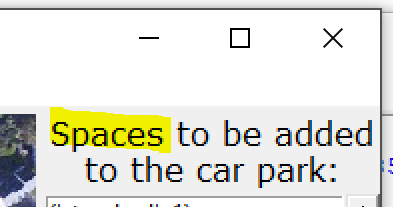 Spaces to be added
to the car park: